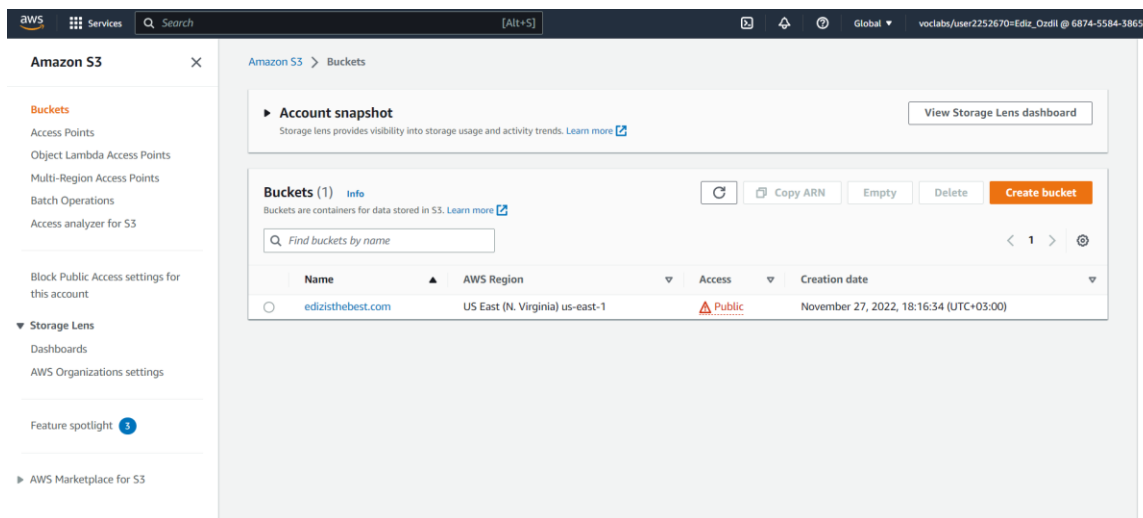 aws Services Search [Alt+S] Global ▼ voclabs/user2252670=Ediz_Ozdil @ 6874-5584-3865
Amazon S3
Buckets
Access Points
Object Lambda Access Points
Multi-Region Access Points
Batch Operations
Access analyzer for S3
Block Public Access settings for
this account
Storage Lens
Dashboards
AWS Organizations settings
Feature spotlight 3
AWS Marketplace for S3
Amazon S3 > Buckets
Account snapshot
View Storage Lens dashboard
Storage lens provides visibility into storage usage and activity trends. Learn more
Buckets (1) Info
Copy ARN Empty Delete Create bucket
Buckets are containers for data stored in S3. Learn more
Find buckets by name
< 1 >
Name AWS Region Access Creation date
edizisthebest.com US East (N. Virginia) us-east-1 Public November 27, 2022, 18:16:34 (UTC+03:00)